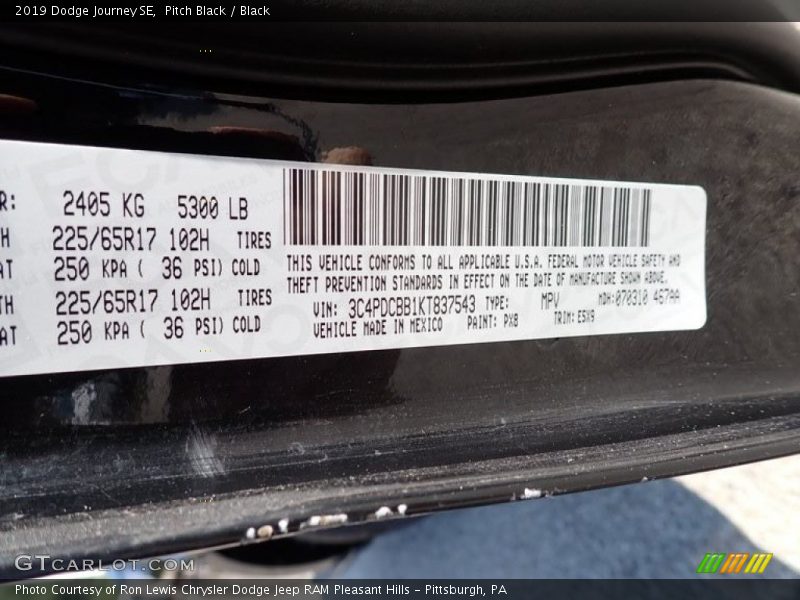 2019 Dodge Journey SE,  Pitch Black / Black
R: 2405 KG 5300 LB
TH 225/65R17 102H TIRES
AT 250 KPA ( 36 PSI) COLD
TH 225/65R17 102H TIRES
AT 250 KPA ( 36 PSI) COLD
THIS VEHICLE CONFORMS TO ALL APPLICABLE U.S.A. FEDERAL MOTOR VEHICLE SAFETY AND
THEFT PREVENTION STANDARDS IN EFFECT ON THE DATE OF MANUFACTURE SHOWN ABOVE.
VIN: 3C4PDCBB1KT837543 TYPE: MPV MDH:070310 467AA
VEHICLE MADE IN MEXICO PAINT: PX8 TRIM: E5X9
GTCARLOT.COM
Photo Courtesy of Ron Lewis Chrysler Dodge Jeep RAM Pleasant Hills - Pittsburgh, PA